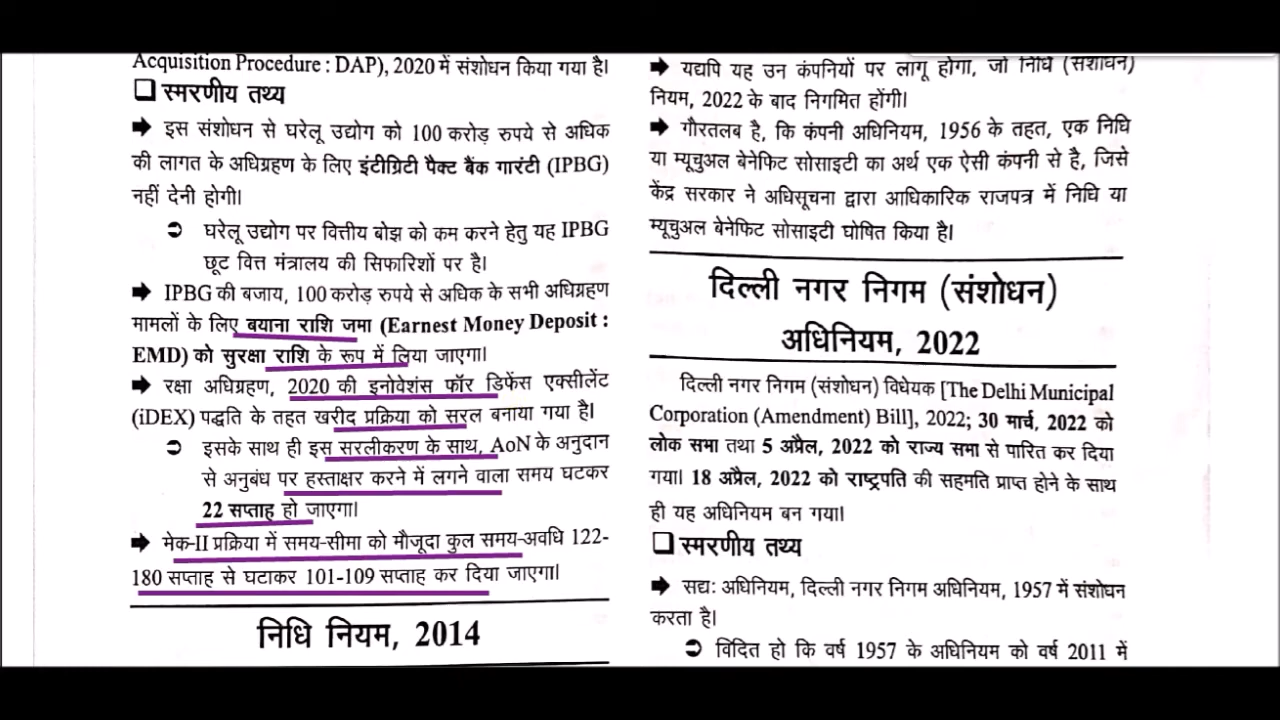 Acquisition Procedure : DAP), 2020 में संशोधन किया गया है।
❑ स्मरणीय तथ्य
➡ इस संशोधन से घरेलू उद्योग को 100 करोड़ रुपये से अधिक
की लागत के अधिग्रहण के लिए इंटीग्रिटी पैक्ट बैंक गारंटी (IPBG)
नहीं देनी होगी।
➲ घरेलू उद्योग पर वित्तीय बोझ को कम करने हेतु यह IPBG
छूट वित्त मंत्रालय की सिफारिशों पर है।
➡ IPBG की बजाय, 100 करोड़ रुपये से अधिक के सभी अधिग्रहण
मामलों के लिए बयाना राशि जमा (Earnest Money Deposit :
EMD) को सुरक्षा राशि के रूप में लिया जाएगा।
➡ रक्षा अधिग्रहण, 2020 की इनोवेशंस फॉर डिफेंस एक्सीलेंट
(iDEX) पद्धति के तहत खरीद प्रक्रिया को सरल बनाया गया है।
➲ इसके साथ ही इस सरलीकरण के साथ, AoN के अनुदान
से अनुबंध पर हस्ताक्षर करने में लगने वाला समय घटकर
22 सप्ताह हो जाएगा।
➡ मेक-II प्रक्रिया में समय-सीमा को मौजूदा कुल समय-अवधि 122-
180 सप्ताह से घटाकर 101-109 सप्ताह कर दिया जाएगा।
निधि नियम, 2014
➡ यद्यपि यह उन कंपनियों पर लागू होगा, जो निधि (संशोधन)
नियम, 2022 के बाद निगमित होंगी।
➡ गौरतलब है, कि कंपनी अधिनियम, 1956 के तहत, एक निधि
या म्यूचुअल बेनेफिट सोसाइटी का अर्थ एक ऐसी कंपनी से है, जिसे
केंद्र सरकार ने अधिसूचना द्वारा आधिकारिक राजपत्र में निधि या
म्यूचुअल बेनेफिट सोसाइटी घोषित किया है।
दिल्ली नगर निगम (संशोधन)
अधिनियम, 2022
दिल्ली नगर निगम (संशोधन) विधेयक [The Delhi Municipal
Corporation (Amendment) Bill], 2022; 30 मार्च, 2022 को
लोक सभा तथा 5 अप्रैल, 2022 को राज्य सभा से पारित कर दिया
गया। 18 अप्रैल, 2022 को राष्ट्रपति की सहमति प्राप्त होने के साथ
ही यह अधिनियम बन गया।
❑ स्मरणीय तथ्य
➡ सद्य: अधिनियम, दिल्ली नगर निगम अधिनियम, 1957 में संशोधन
करता है।
➲ विदित हो कि वर्ष 1957 के अधिनियम को वर्ष 2011 में